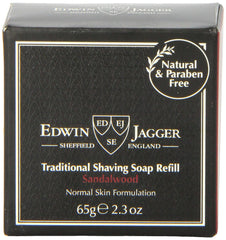 Natural
& Paraben
Free
ED EJ
SE
EDWIN JAGGER
SHEFFIELD ENGLAND
Traditional Shaving Soap Refill
Sandalwood
Normal Skin Formulation
65g ℮ 2.3 oz